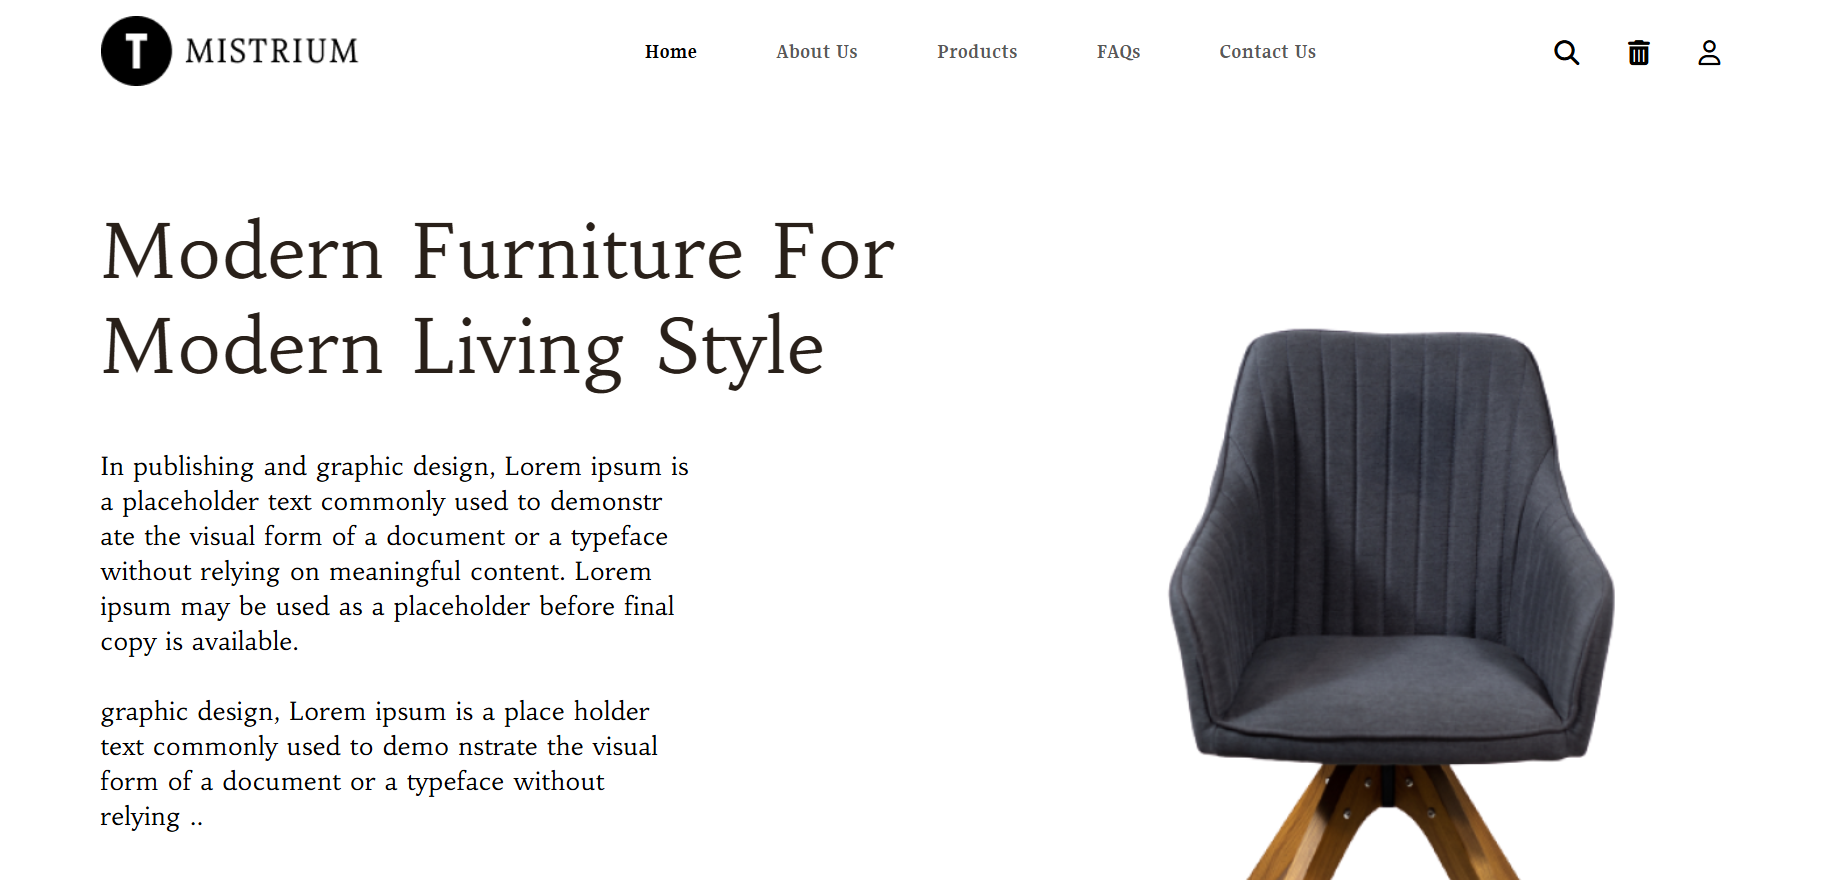 T MISTRIUM
Home About Us Products FAQs Contact Us
Modern Furniture For
Modern Living Style
In publishing and graphic design, Lorem ipsum is
a placeholder text commonly used to demonstr
ate the visual form of a document or a typeface
without relying on meaningful content. Lorem
ipsum may be used as a placeholder before final
copy is available.
graphic design, Lorem ipsum is a place holder
text commonly used to demo nstrate the visual
form of a document or a typeface without
relying ..